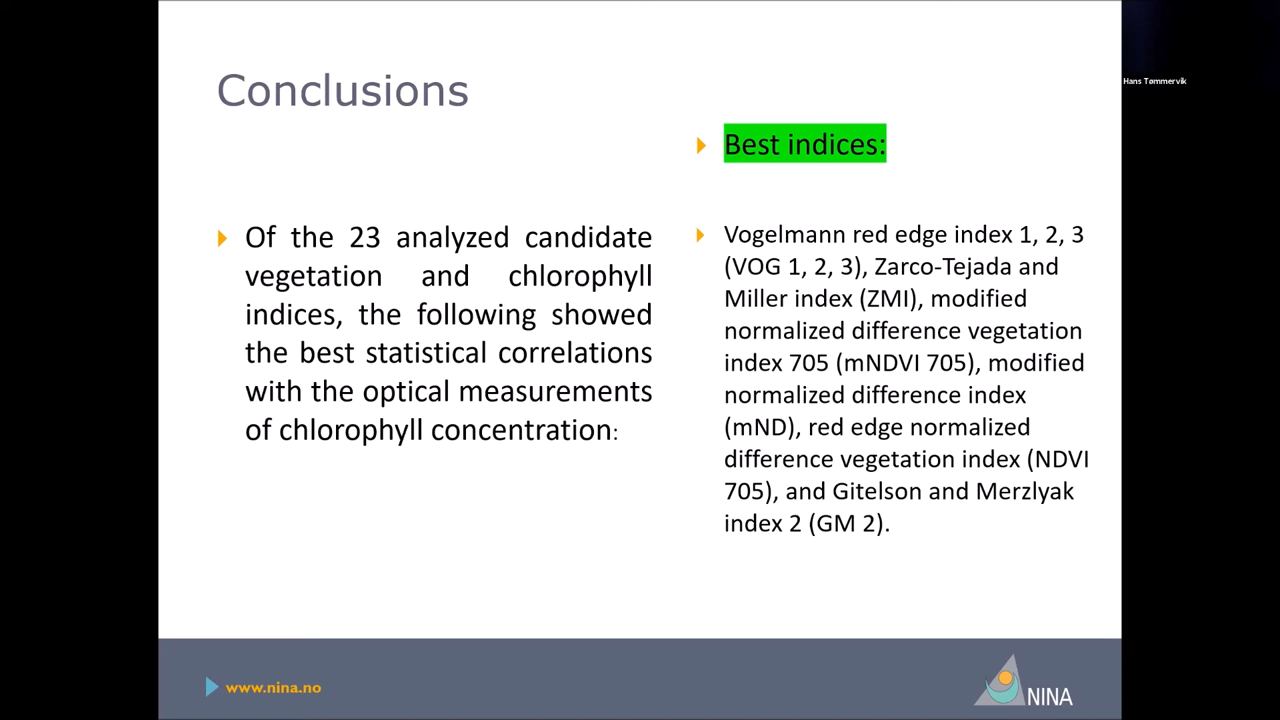 Conclusions
Of the 23 analyzed candidate
vegetation and chlorophyll
indices, the following showed
the best statistical correlations
with the optical measurements
of chlorophyll concentration:
Best indices:
Vogelmann red edge index 1, 2, 3
(VOG 1, 2, 3), Zarco-Tejada and
Miller index (ZMI), modified
normalized difference vegetation
index 705 (mNDVI 705), modified
normalized difference index
(mND), red edge normalized
difference vegetation index (NDVI
705), and Gitelson and Merzlyak
index 2 (GM 2).
www.nina.no
NINA
Hans Tømmervik